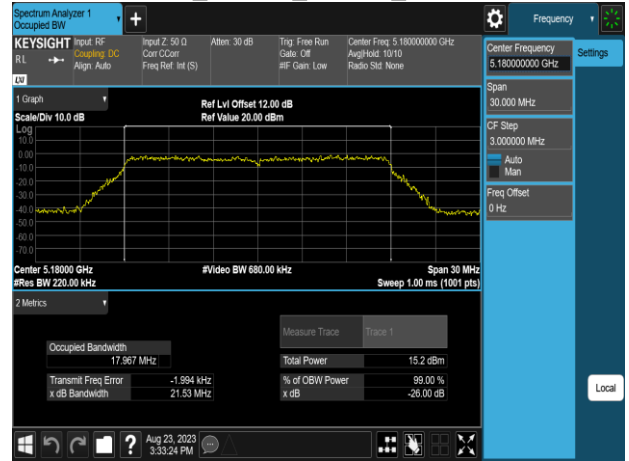 Spectrum Analyzer 1
Occupied BW
Frequency
KEYSIGHT
Input: RF
Coupling: DC
Align: Auto
Input Z: 50 Ω
Corr CCorr
Freq Ref: Int (S)
Atten: 30 dB
Trig: Free Run
Gate: Off
#IF Gain: Low
Center Freq: 5.180000000 GHz
Avg|Hold: 10/10
Radio Std: None
RL
LXI
Center Frequency
5.180000000 GHz
Settings
Span
30.000 MHz
CF Step
3.000000 MHz
Auto
Man
Freq Offset
0 Hz
1 Graph
Scale/Div 10.0 dB
Ref Lvl Offset 12.00 dB
Ref Value 20.00 dBm
Log
10.0
0.00
-10.0
-20.0
-30.0
-40.0
-50.0
-60.0
-70.0
Center 5.18000 GHz
#Res BW 220.00 kHz
#Video BW 680.00 kHz
Span 30 MHz
Sweep 1.00 ms (1001 pts)
2 Metrics
Measure Trace
Trace 1
Occupied Bandwidth
17.967 MHz
Total Power
15.2 dBm
Transmit Freq Error
-1.994 kHz
% of OBW Power
99.00 %
x dB Bandwidth
21.53 MHz
x dB
-26.00 dB
Local
?
Aug 23, 2023
3:33:24 PM